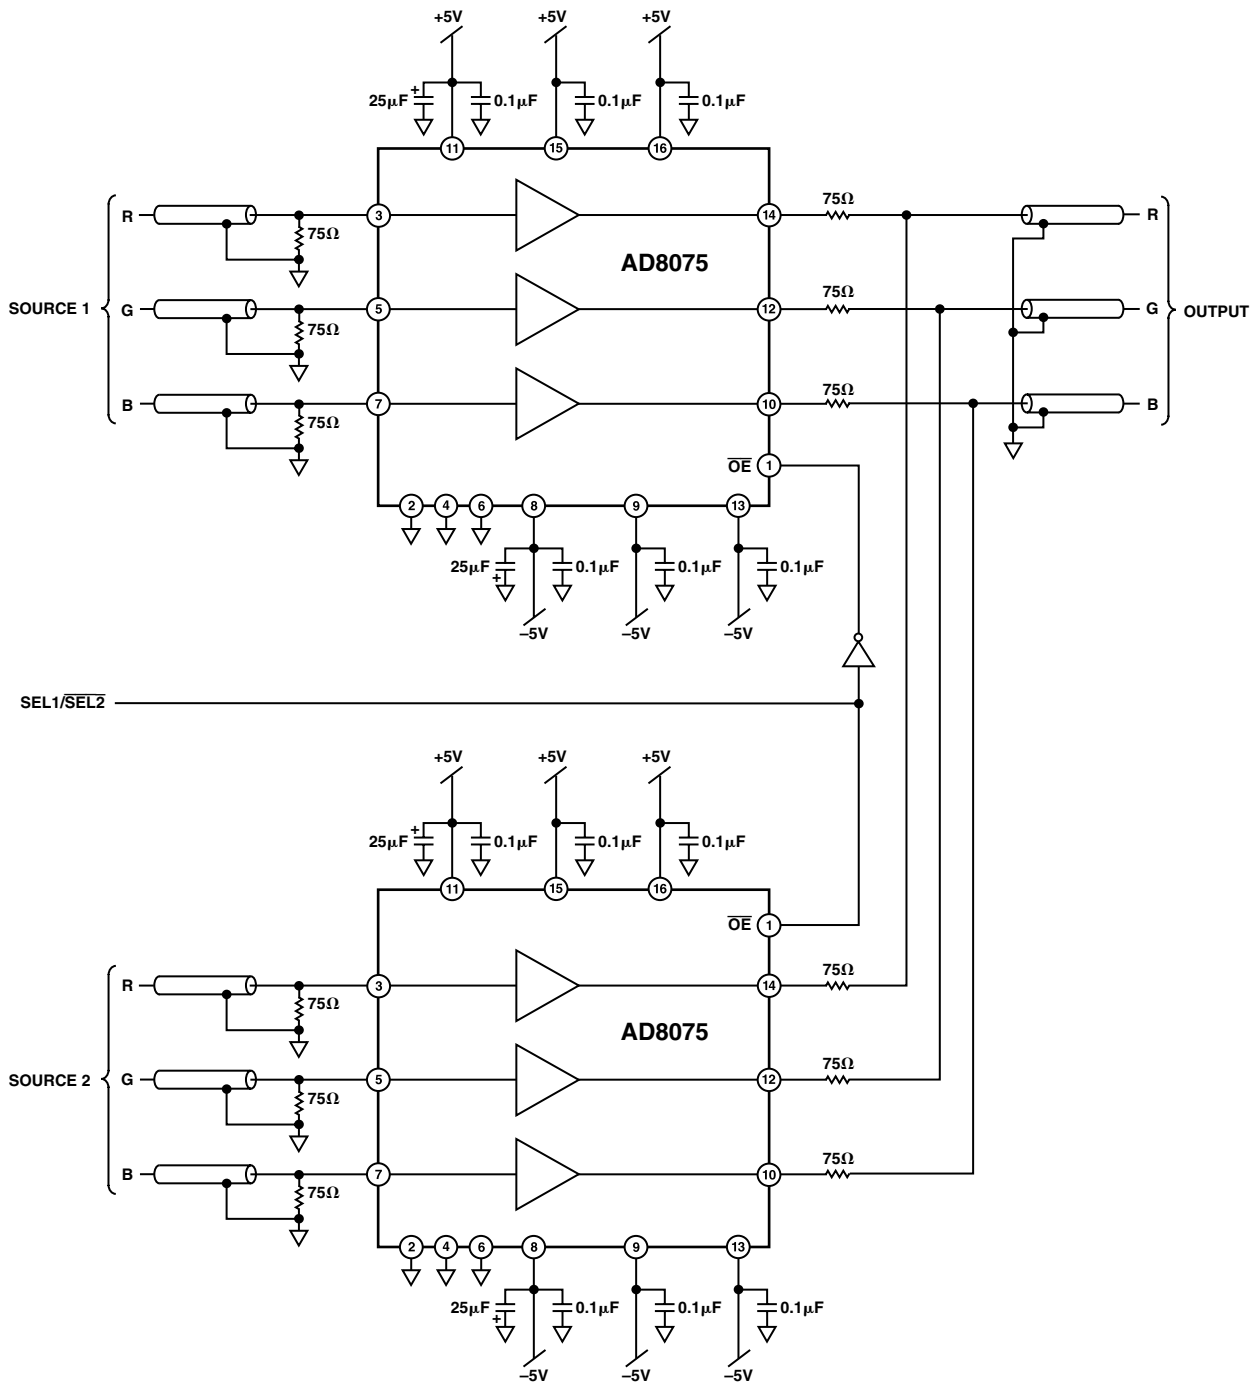 +5V +5V +5V
+
25μF 0.1μF 0.1μF 0.1μF
11 15 16
R 3 14 75Ω R
75Ω
AD8075
SOURCE 1 G 5 12 75Ω G OUTPUT
75Ω
B 7 10 75Ω B
75Ω
OE 1
2 4 6 8 9 13
25μF 0.1μF 0.1μF 0.1μF
+
–5V –5V –5V
SEL1/SEL2
+5V +5V +5V
+
25μF 0.1μF 0.1μF 0.1μF
11 15 16
OE 1
R 3 14 75Ω
75Ω
AD8075
SOURCE 2 G 5 12 75Ω
75Ω
B 7 10 75Ω
75Ω
2 4 6 8 9 13
25μF 0.1μF 0.1μF 0.1μF
+
–5V –5V –5V